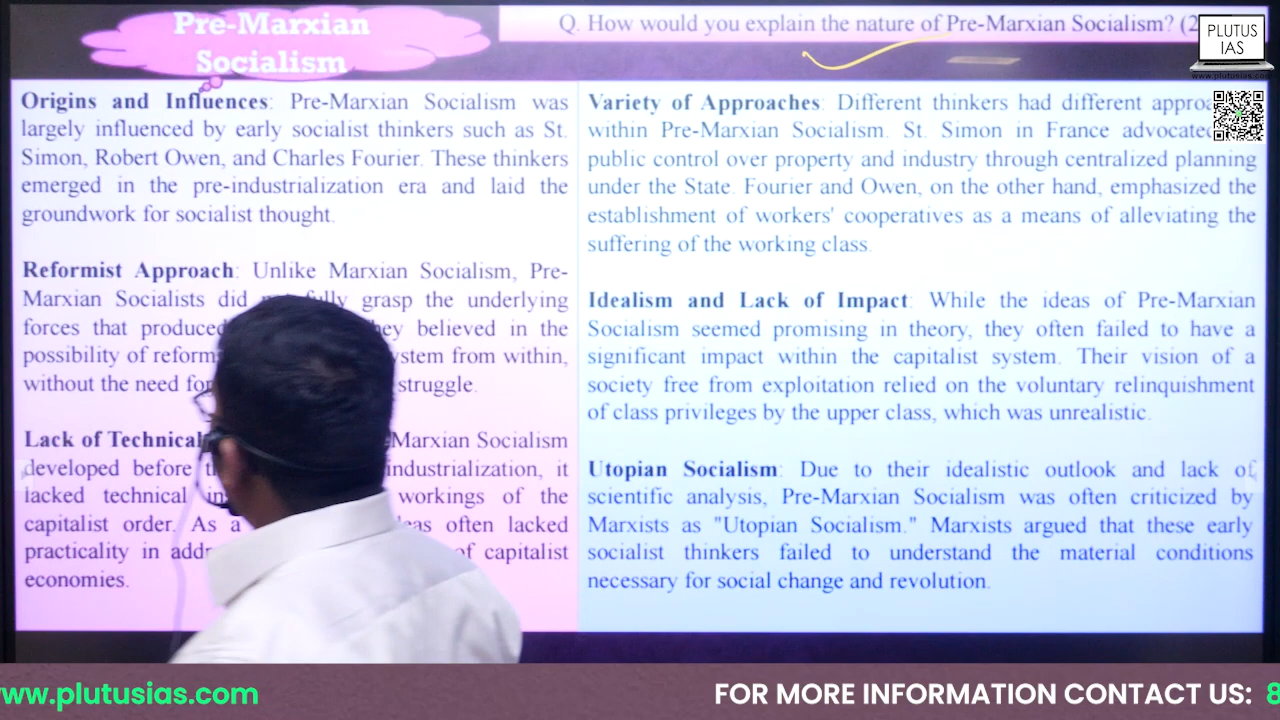 Pre-Marxian
Socialism
Q. How would you explain the nature of Pre-Marxian Socialism? (2
PLUTUS
IAS
www.plutusias.com
Origins and Influences: Pre-Marxian Socialism was
largely influenced by early socialist thinkers such as St.
Simon, Robert Owen, and Charles Fourier. These thinkers
emerged in the pre-industrialization era and laid the
groundwork for socialist thought.
Reformist Approach: Unlike Marxian Socialism, Pre-
Marxian Socialists did grasp the underlying
forces that produced they believed in the
possibility of reform from within,
without the need for struggle.
Lack of Technical Marxian Socialism
developed before industrialization, it
lacked technical workings of the
capitalist order. As a often lacked
practicality in of capitalist
economies.
Variety of Approaches: Different thinkers had different
within Pre-Marxian Socialism. St. Simon in France advocated
public control over property and industry through centralized planning
under the State. Fourier and Owen, on the other hand, emphasized the
establishment of workers' cooperatives as a means of alleviating the
suffering of the working class.
Idealism and Lack of Impact: While the ideas of Pre-Marxian
Socialism seemed promising in theory, they often failed to have a
significant impact within the capitalist system. Their vision of a
society free from exploitation relied on the voluntary relinquishment
of class privileges by the upper class, which was unrealistic.
Utopian Socialism: Due to their idealistic outlook and lack of
scientific analysis, Pre-Marxian Socialism was often criticized by
Marxists as "Utopian Socialism." Marxists argued that these early
socialist thinkers failed to understand the material conditions
necessary for social change and revolution.
www.plutusias.com
FOR MORE INFORMATION CONTACT US: 8